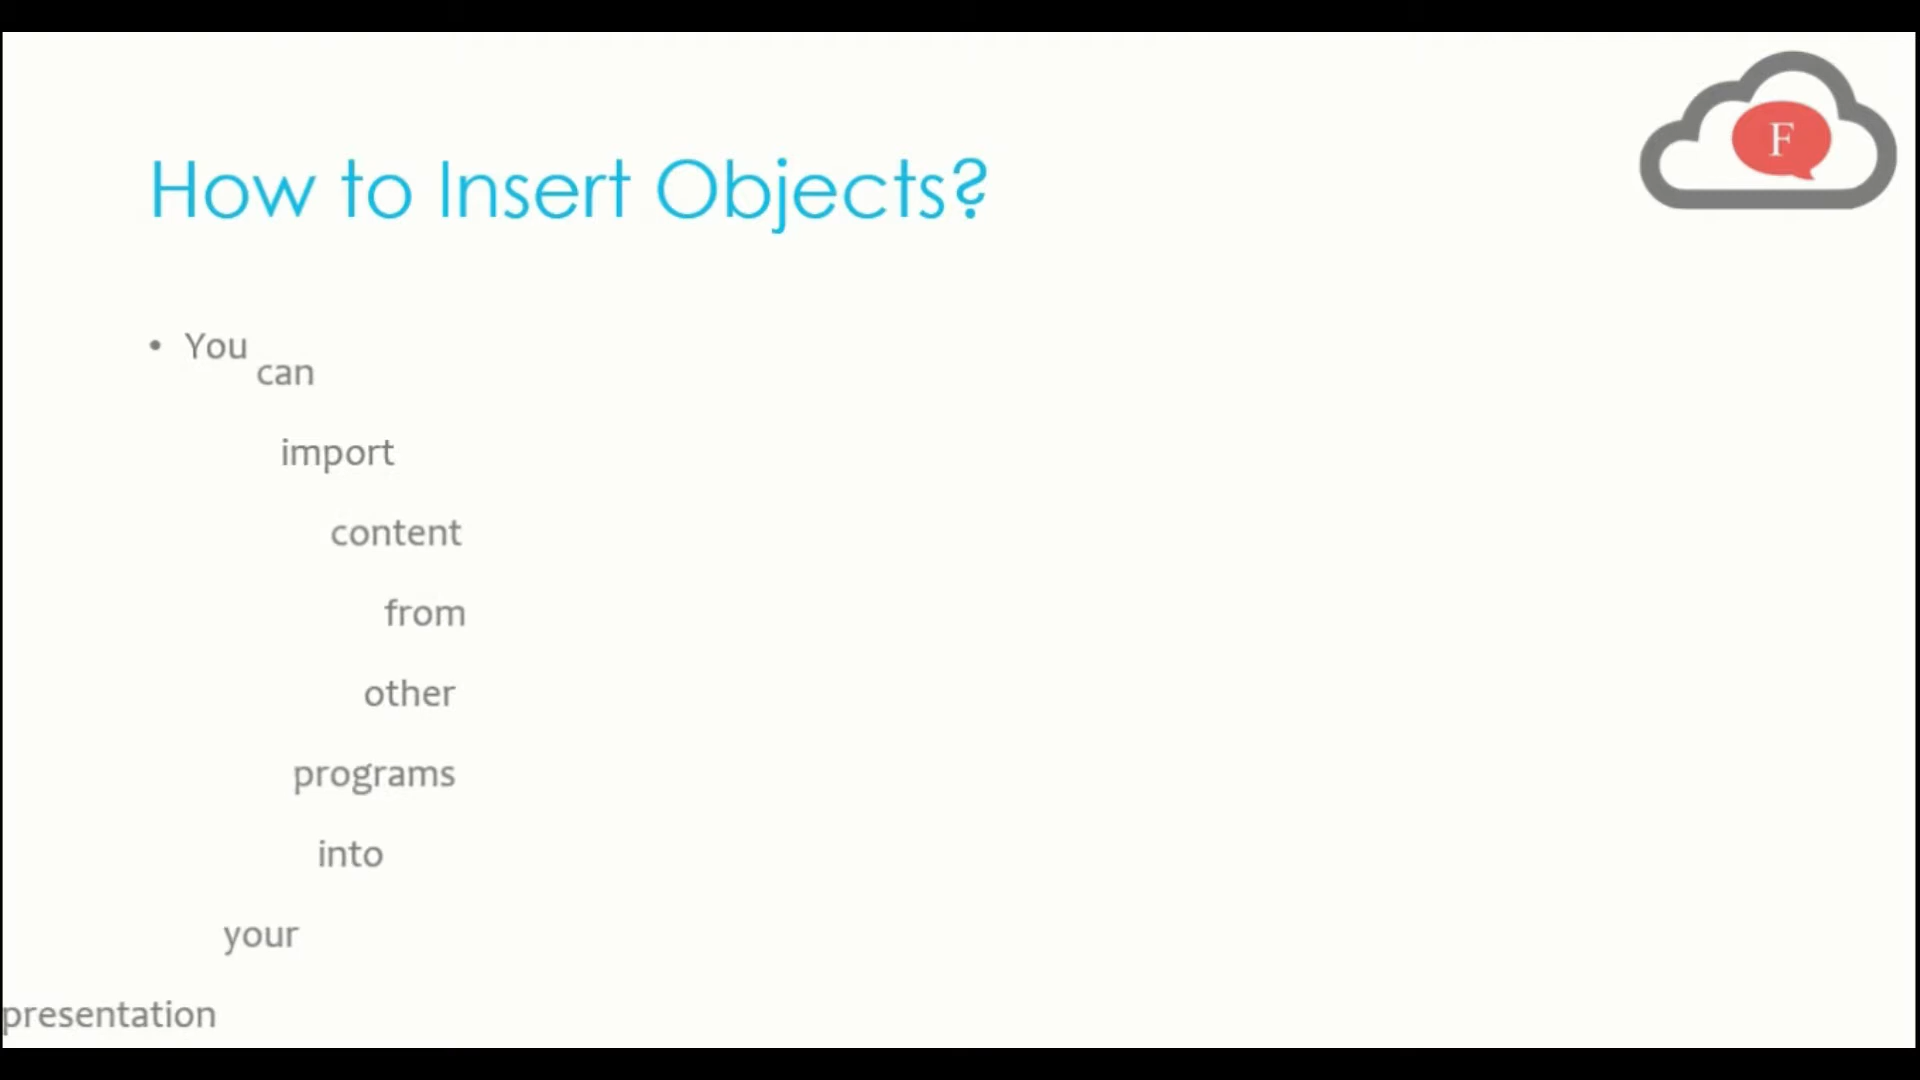 F
How to Insert Objects?
• You
can
import
content
from
other
programs
into
your
presentation